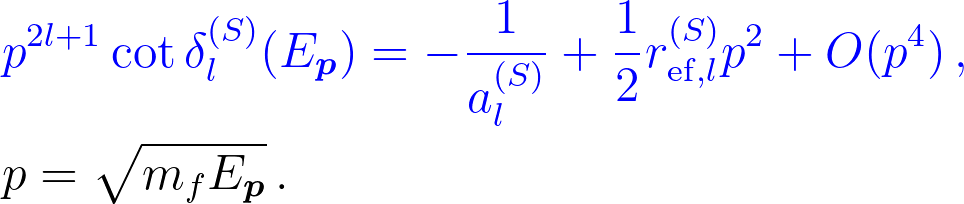 $p^{2l+1} \cot \delta_l^{(S)}(E_{\boldsymbol{p}}) = -\frac{1}{a_l^{(S)}} + \frac{1}{2} r_{\mathrm{ef},l}^{(S)} p^2 + O(p^4)\,,$
$p = \sqrt{m_f E_{\boldsymbol{p}}}\,.$